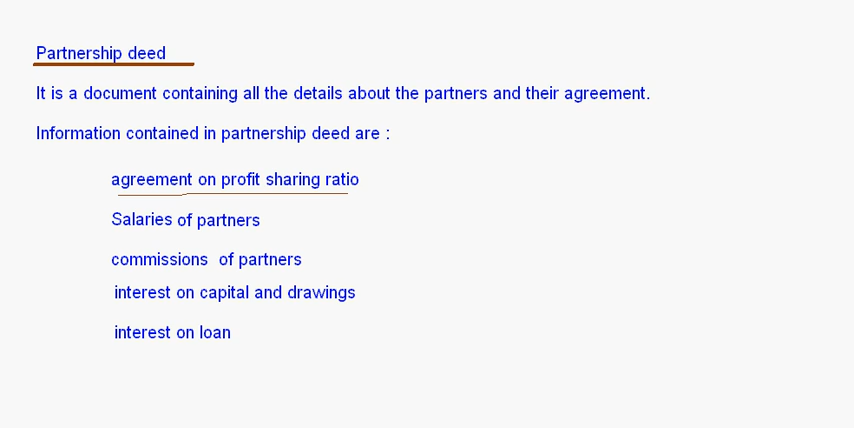 Partnership deed
It is a document containing all the details about the partners and their agreement.
Information contained in partnership deed are :
agreement on profit sharing ratio
Salaries of partners
commissions of partners
interest on capital and drawings
interest on loan